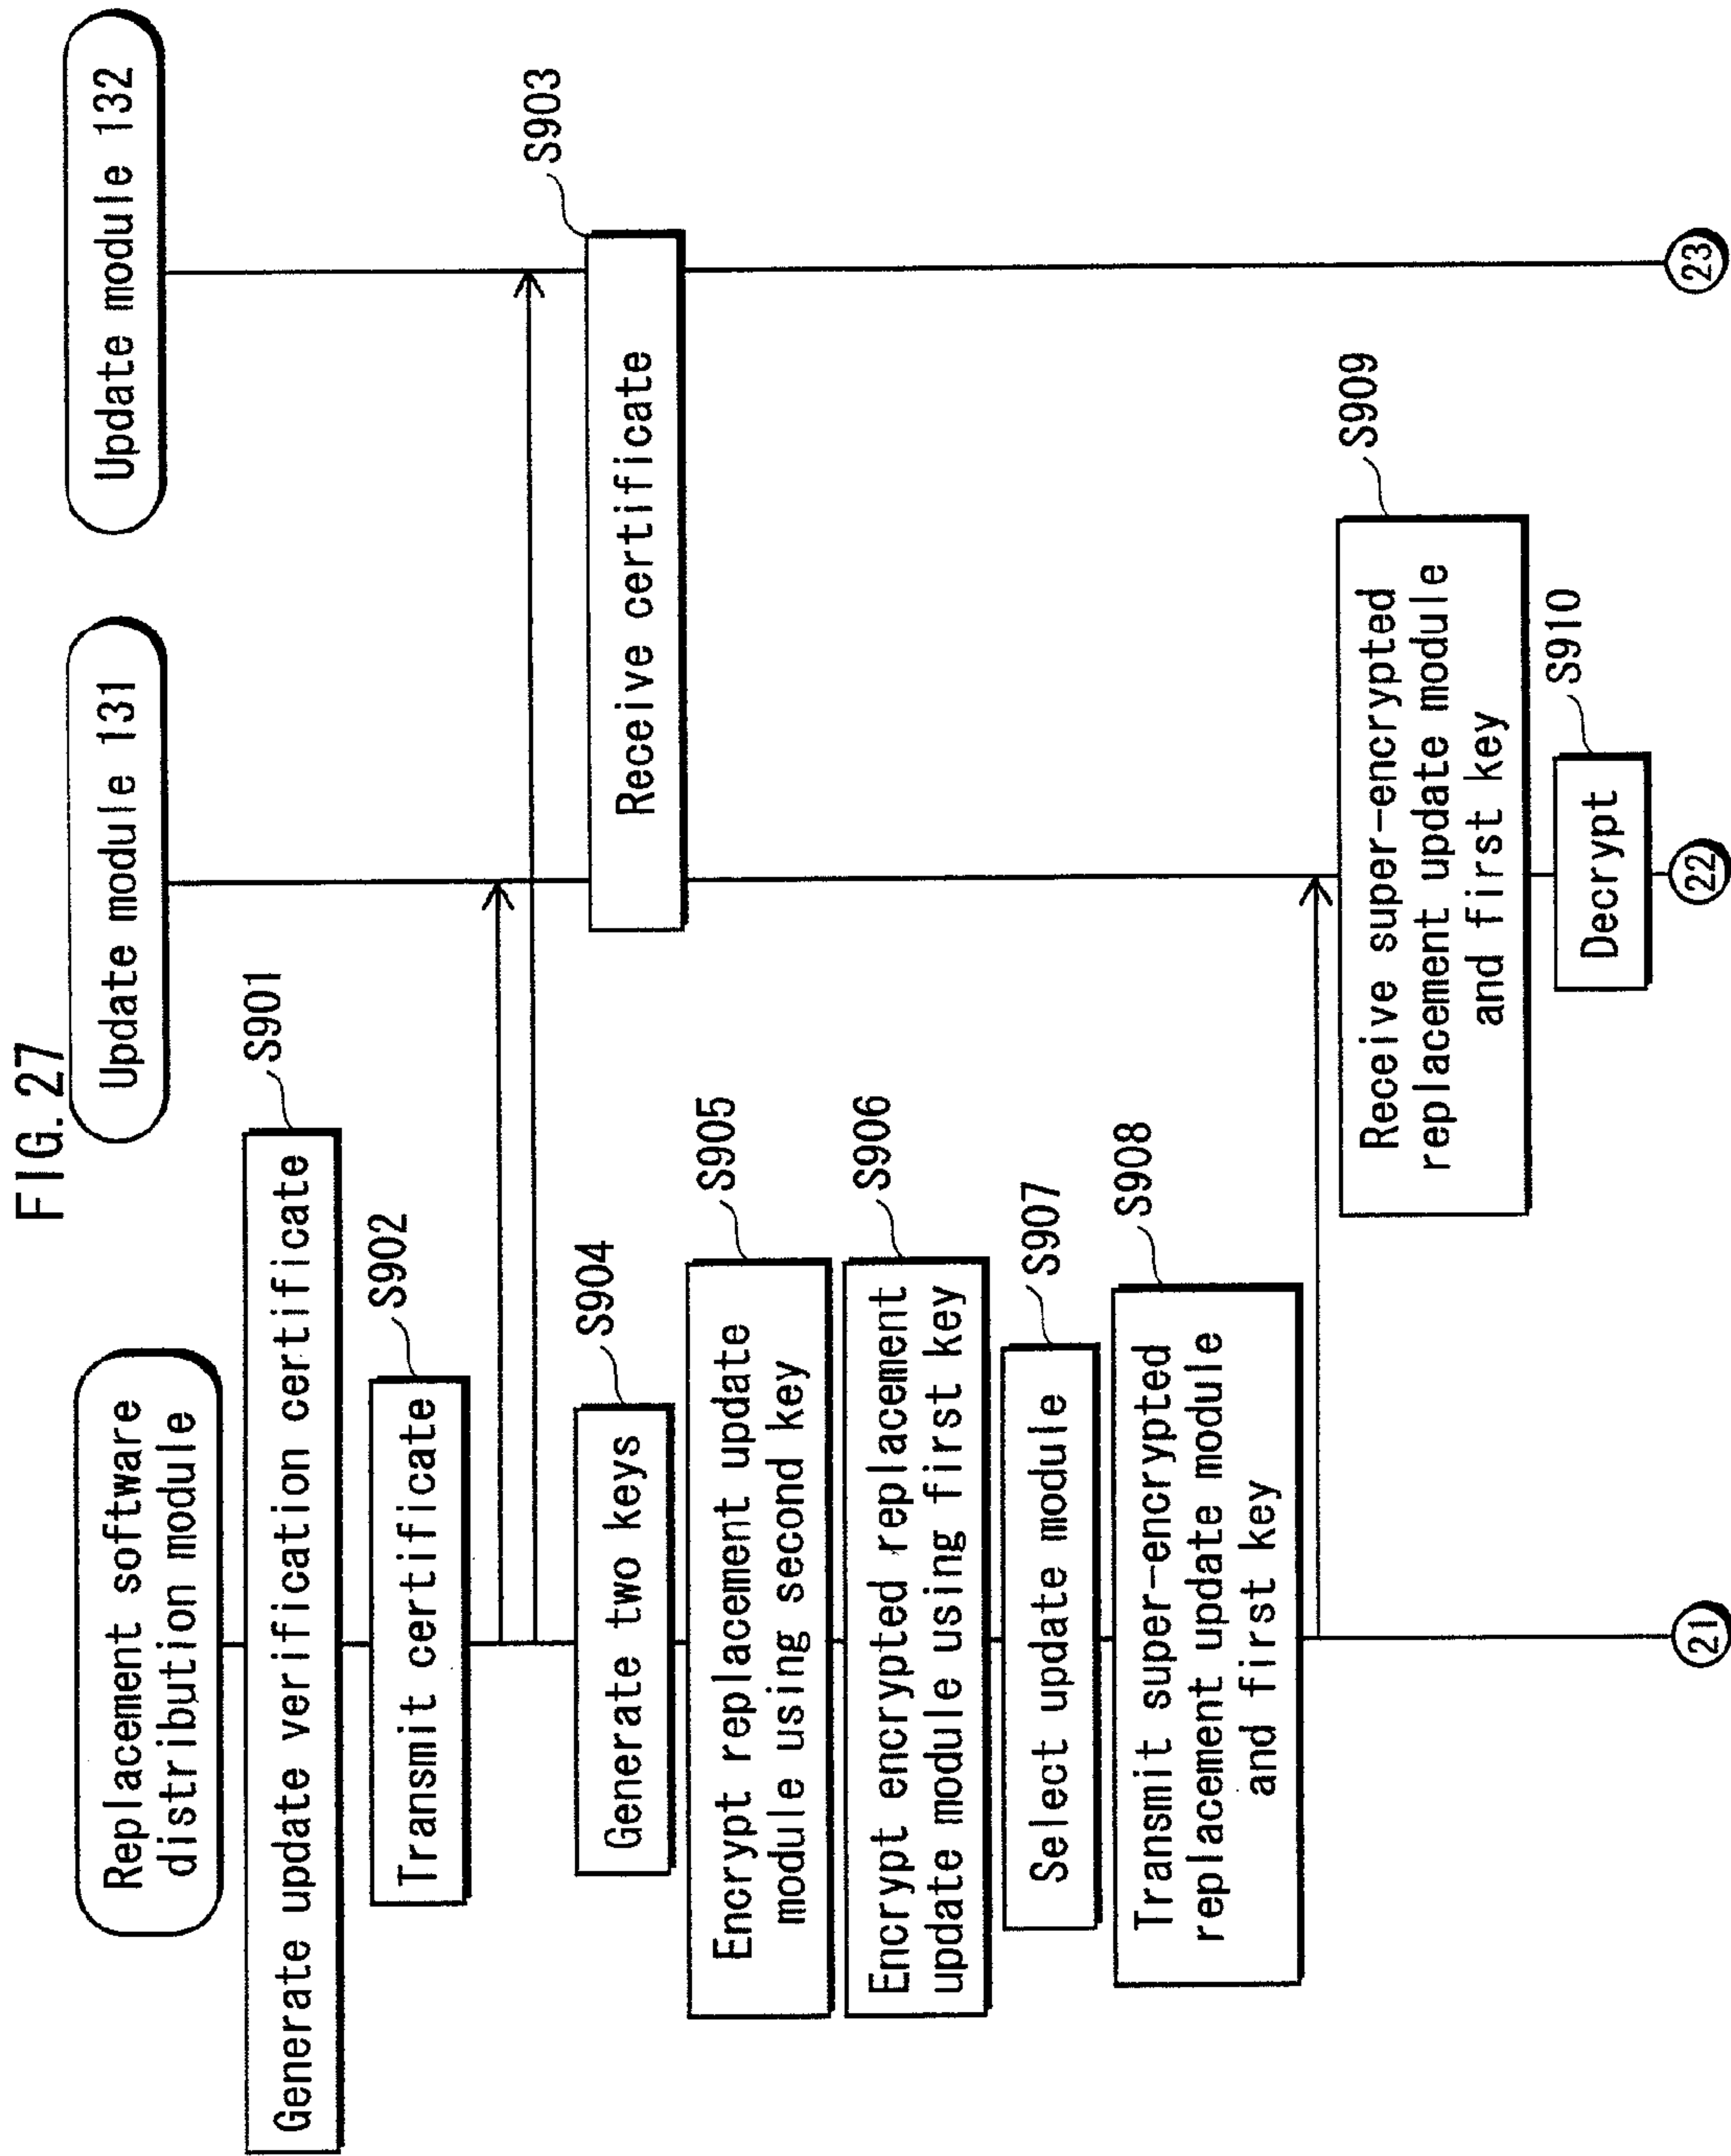 FIG. 27
Replacement software
distribution module
Update module 131
Update module 132
S901
Generate update verification certificate
S902
Transmit certificate
S903
Receive certificate
S904
Generate two keys
S905
Encrypt replacement update
module using second key
S906
Encrypt encrypted replacement
update module using first key
S907
Select update module
S908
Transmit super-encrypted
replacement update module
and first key
S909
Receive super-encrypted
replacement update module
and first key
S910
Decrypt
21
22
23